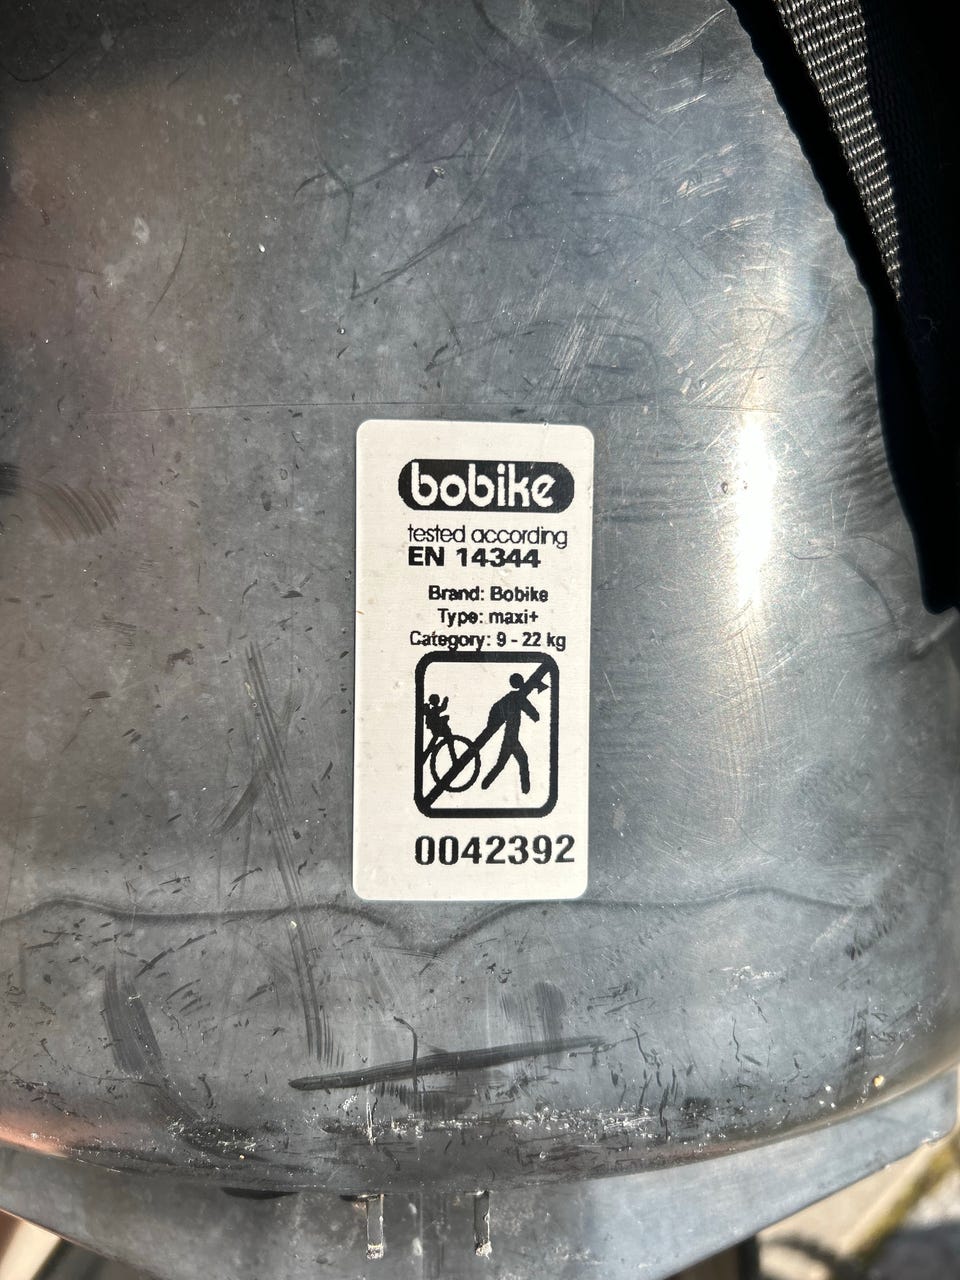 bobike
tested according
EN 14344
Brand: Bobike
Type: maxi+
Category: 9 - 22 kg
0042392